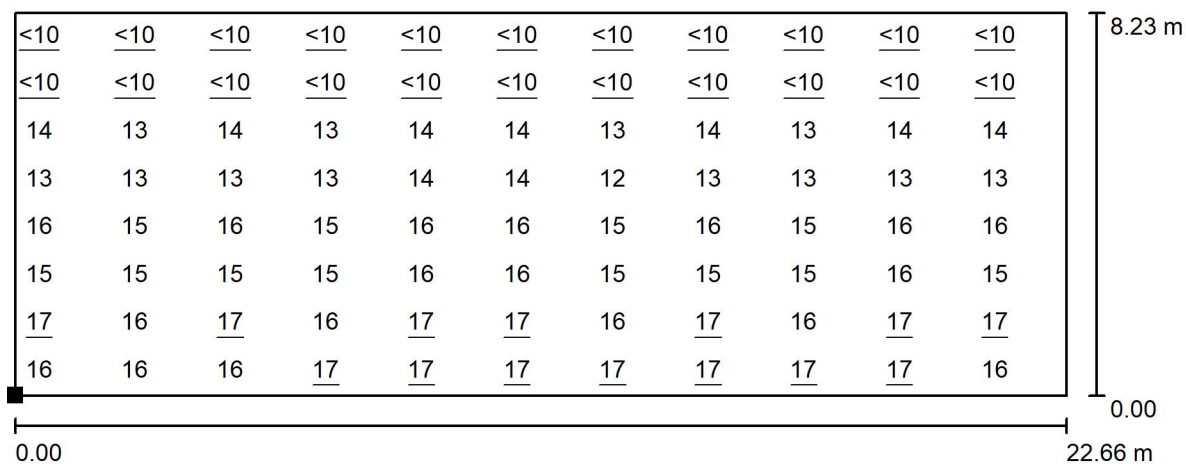 <10 <10 <10 <10 <10 <10 <10 <10 <10 <10 <10 8.23 m
<10 <10 <10 <10 <10 <10 <10 <10 <10 <10 <10
14 13 14 13 14 14 13 14 13 14 14
13 13 13 13 14 14 12 13 13 13 13
16 15 16 15 16 16 15 16 15 16 16
15 15 15 15 16 16 15 15 15 16 15
17 16 17 16 17 17 16 17 16 17 17
16 16 16 17 17 17 17 17 17 17 16
0.00
0.00 22.66 m